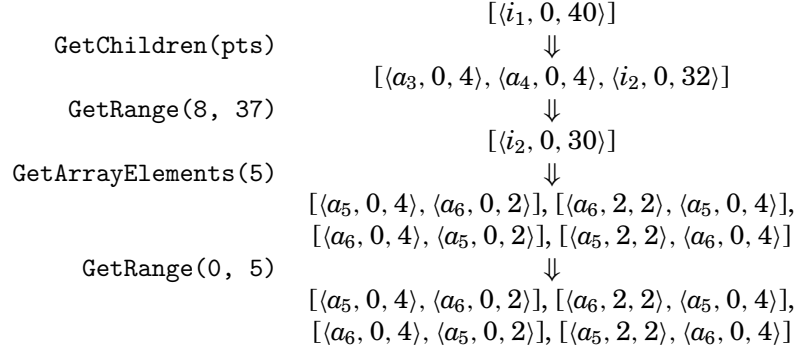 [⟨i₁, 0, 40⟩]
GetChildren(pts) ⇓
[⟨a₃, 0, 4⟩, ⟨a₄, 0, 4⟩, ⟨i₂, 0, 32⟩]
GetRange(8, 37) ⇓
[⟨i₂, 0, 30⟩]
GetArrayElements(5) ⇓
[⟨a₅, 0, 4⟩, ⟨a₆, 0, 2⟩], [⟨a₆, 2, 2⟩, ⟨a₅, 0, 4⟩],
[⟨a₆, 0, 4⟩, ⟨a₅, 0, 2⟩], [⟨a₅, 2, 2⟩, ⟨a₆, 0, 4⟩]
GetRange(0, 5) ⇓
[⟨a₅, 0, 4⟩, ⟨a₆, 0, 2⟩], [⟨a₆, 2, 2⟩, ⟨a₅, 0, 4⟩],
[⟨a₆, 0, 4⟩, ⟨a₅, 0, 2⟩], [⟨a₅, 2, 2⟩, ⟨a₆, 0, 4⟩]